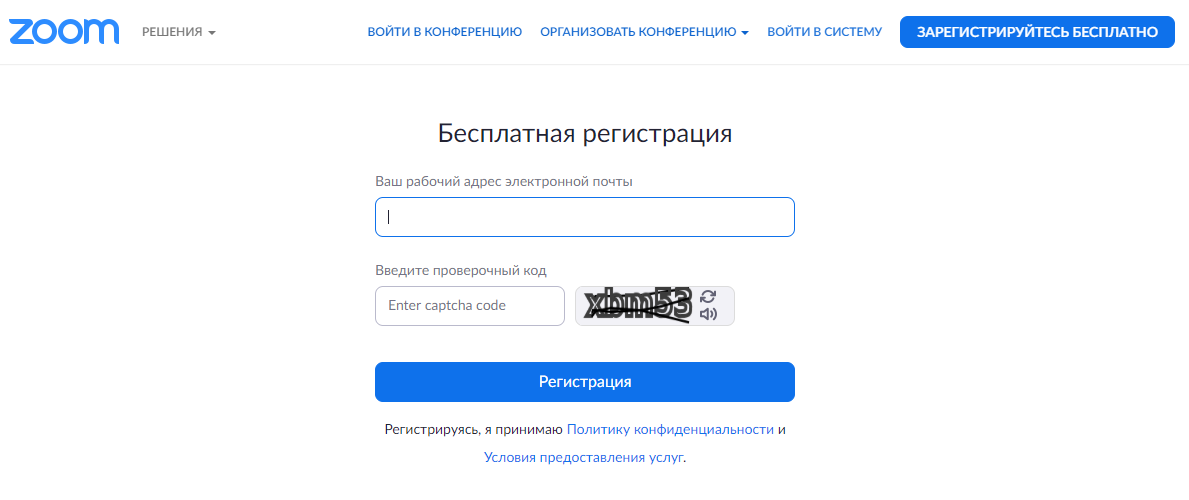 zoom
РЕШЕНИЯ
ВОЙТИ В КОНФЕРЕНЦИЮ
ОРГАНИЗОВАТЬ КОНФЕРЕНЦИЮ
ВОЙТИ В СИСТЕМУ
ЗАРЕГИСТРИРУЙТЕСЬ БЕСПЛАТНО
Бесплатная регистрация
Ваш рабочий адрес электронной почты
Введите проверочный код
Enter captcha code
xbm53
Регистрация
Регистрируясь, я принимаю Политику конфиденциальности и
Условия предоставления услуг.